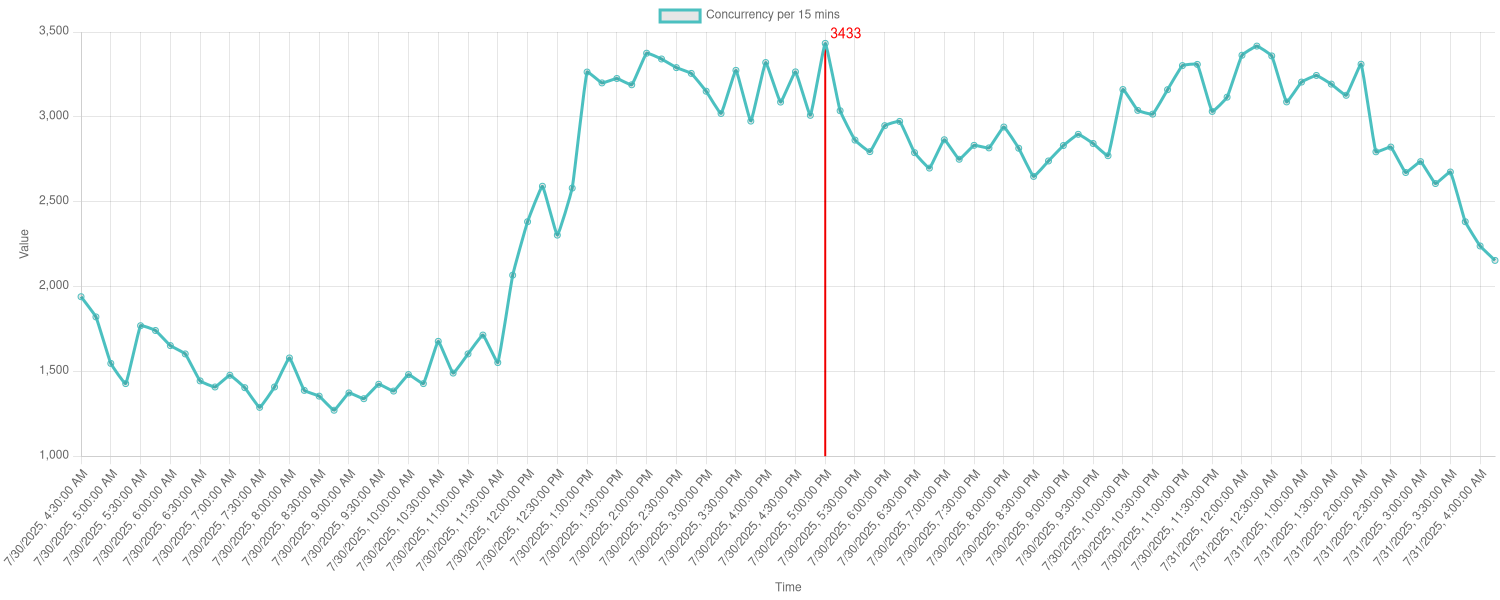 Concurrency per 15 mins
3433
3,500
3,000
2,500
2,000
1,500
1,000
Value
7/30/2025, 4:30:00 AM
7/30/2025, 5:00:00 AM
7/30/2025, 5:30:00 AM
7/30/2025, 6:00:00 AM
7/30/2025, 6:30:00 AM
7/30/2025, 7:00:00 AM
7/30/2025, 7:30:00 AM
7/30/2025, 8:00:00 AM
7/30/2025, 8:30:00 AM
7/30/2025, 9:00:00 AM
7/30/2025, 9:30:00 AM
7/30/2025, 10:00:00 AM
7/30/2025, 10:30:00 AM
7/30/2025, 11:00:00 AM
7/30/2025, 11:30:00 AM
7/30/2025, 12:00:00 PM
7/30/2025, 12:30:00 PM
7/30/2025, 1:00:00 PM
7/30/2025, 1:30:00 PM
7/30/2025, 2:00:00 PM
7/30/2025, 2:30:00 PM
7/30/2025, 3:00:00 PM
7/30/2025, 3:30:00 PM
7/30/2025, 4:00:00 PM
7/30/2025, 4:30:00 PM
7/30/2025, 5:00:00 PM
7/30/2025, 5:30:00 PM
7/30/2025, 6:00:00 PM
7/30/2025, 6:30:00 PM
7/30/2025, 7:00:00 PM
7/30/2025, 7:30:00 PM
7/30/2025, 8:00:00 PM
7/30/2025, 8:30:00 PM
7/30/2025, 9:00:00 PM
7/30/2025, 9:30:00 PM
7/30/2025, 10:00:00 PM
7/30/2025, 10:30:00 PM
7/30/2025, 11:00:00 PM
7/30/2025, 11:30:00 PM
7/31/2025, 12:00:00 AM
7/31/2025, 12:30:00 AM
7/31/2025, 1:00:00 AM
7/31/2025, 1:30:00 AM
7/31/2025, 2:00:00 AM
7/31/2025, 2:30:00 AM
7/31/2025, 3:00:00 AM
7/31/2025, 3:30:00 AM
7/31/2025, 4:00:00 AM
Time